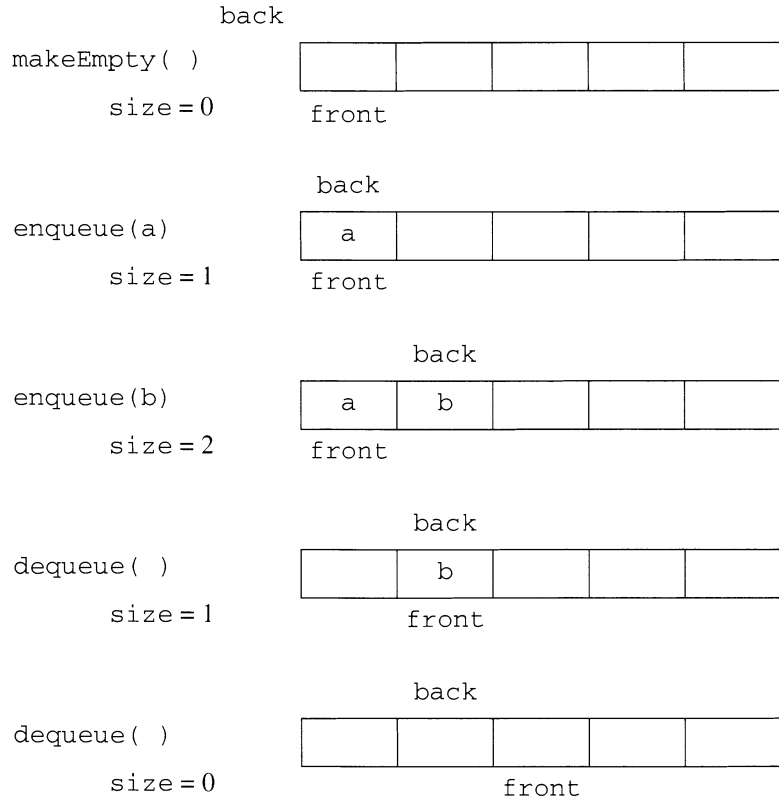 back
makeEmpty( )
size = 0
front
back
enqueue(a)
a
size = 1
front
back
enqueue(b)
a b
size = 2
front
back
dequeue( )
b
size = 1
front
back
dequeue( )
size = 0
front